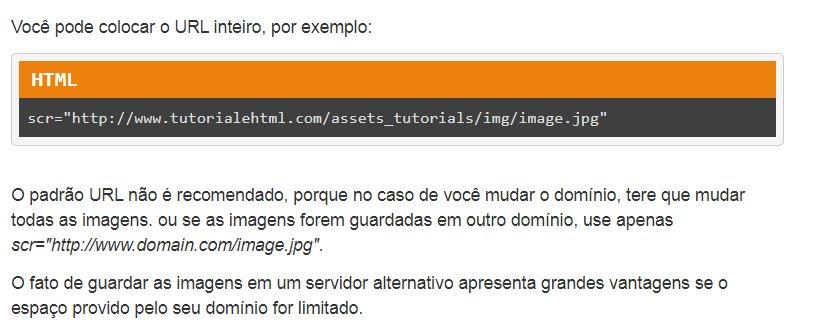 Você pode colocar o URL inteiro, por exemplo:
HTML
scr="http://www.tutorialehtml.com/assets_tutorials/img/image.jpg"
O padrão URL não é recomendado, porque no caso de você mudar o domínio, tere que mudar
todas as imagens. ou se as imagens forem guardadas em outro domínio, use apenas
scr="http://www.domain.com/image.jpg".
O fato de guardar as imagens em um servidor alternativo apresenta grandes vantagens se o
espaço provido pelo seu domínio for limitado.